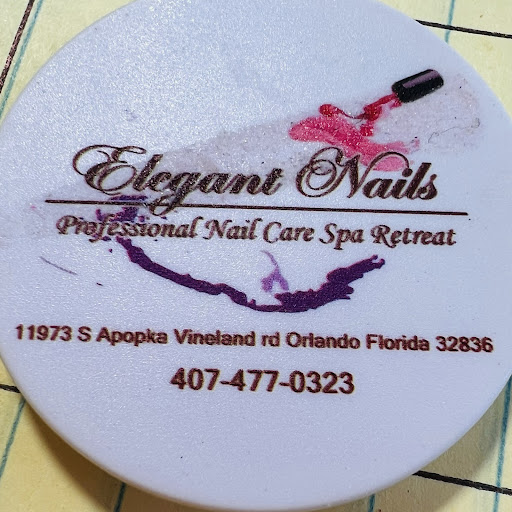 Elegant Nails
Professional Nail Care Spa Retreat
11973 S Apopka Vineland rd Orlando Florida 32836
407-477-0323